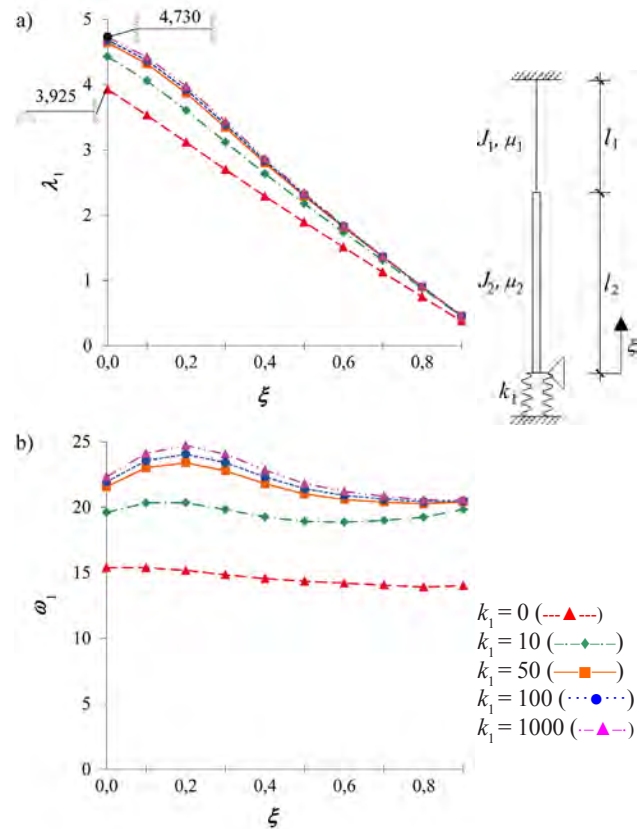 a)
4,730
3,925
5
4
3
2
1
0
λ₁
0,0 0,2 0,4 0,6 0,8
ξ
J₁, μ₁
l₁
J₂, μ₂
l₂
ξ
k₁
b)
25
20
15
10
5
0
ω₁
0,0 0,2 0,4 0,6 0,8
ξ
k₁ = 0 ( )
k₁ = 10 ( )
k₁ = 50 ( )
k₁ = 100 ( )
k₁ = 1000 ( )